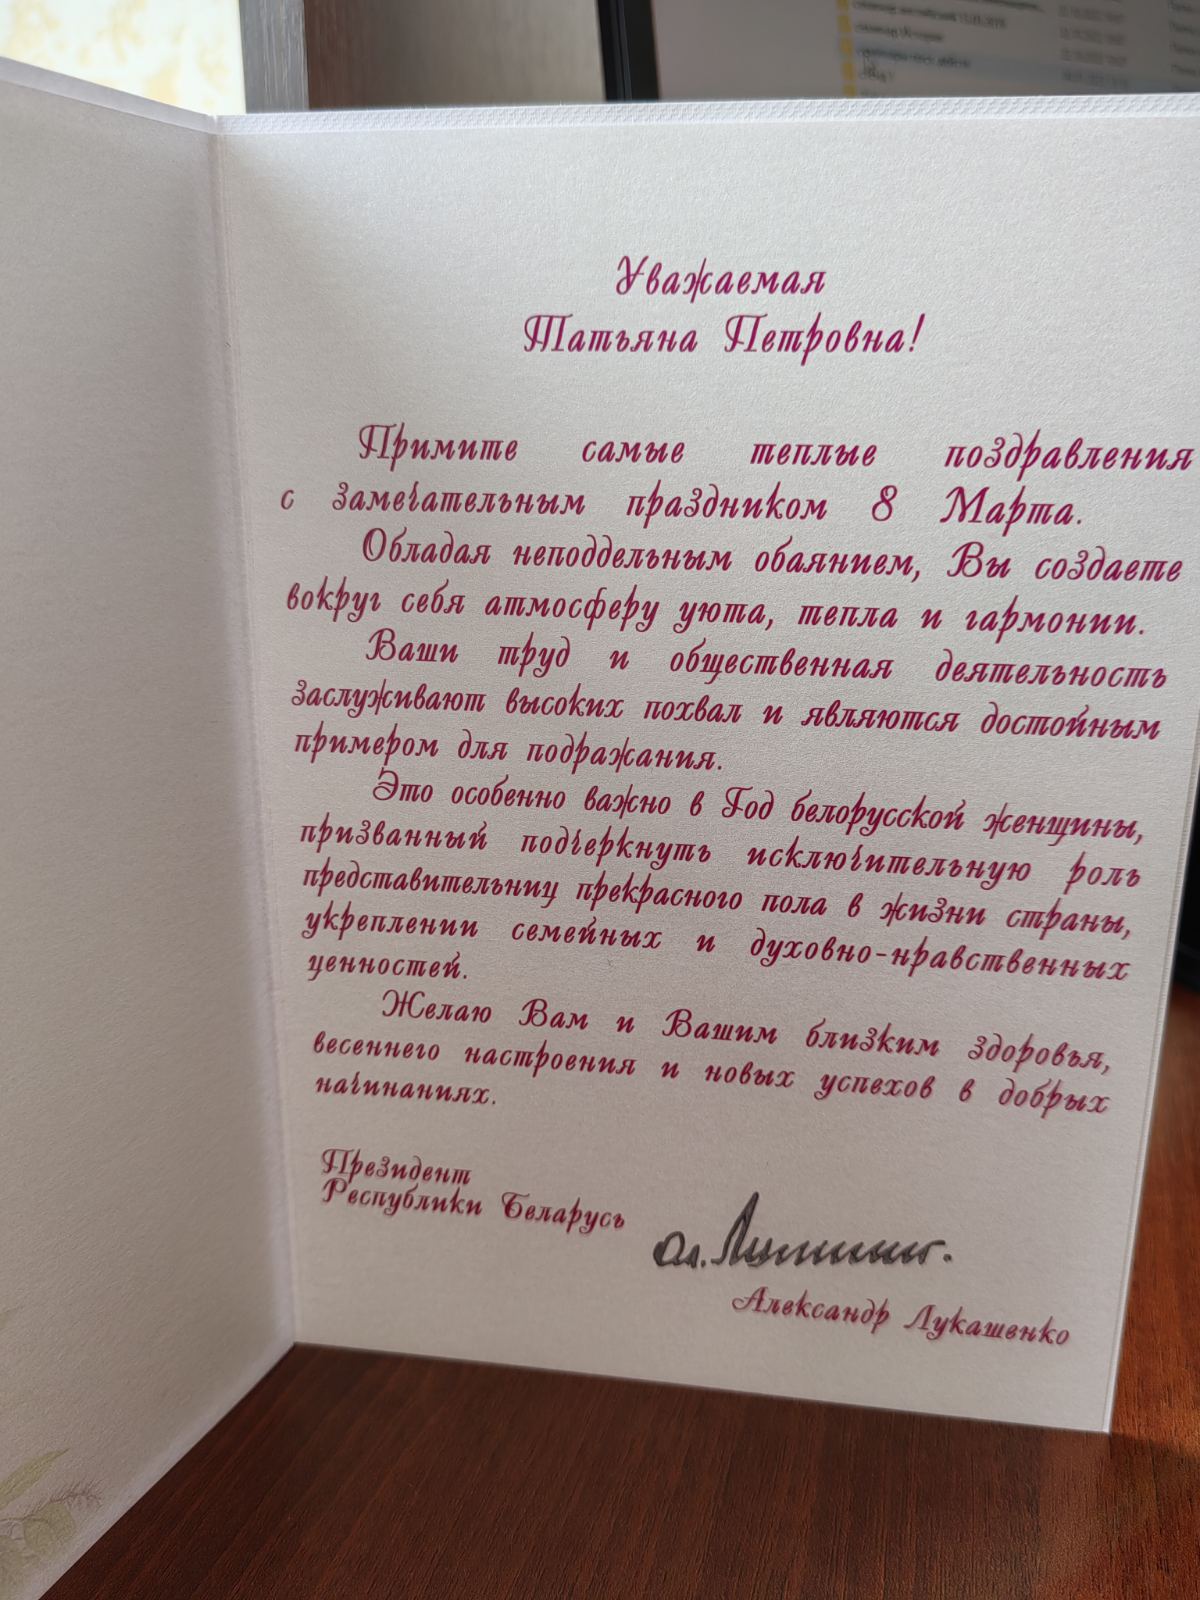 Уважаемая
Татьяна Петровна!
Примите самые теплые поздравления
с замечательным праздником 8 Марта.
Обладая неподдельным обаянием, Вы создаете
вокруг себя атмосферу уюта, тепла и гармонии.
Ваши труд и общественная деятельность
заслуживают высоких похвал и являются достойным
примером для подражания.
Это особенно важно в Год белорусской женщины,
призванный подчеркнуть исключительную роль
представительниц прекрасного пола в жизни страны,
укреплении семейных и духовно-нравственных
ценностей.
Желаю Вам и Вашим близким здоровья,
весеннего настроения и новых успехов в добрых
начинаниях.
Президент
Республики Беларусь
Александр Лукашенко